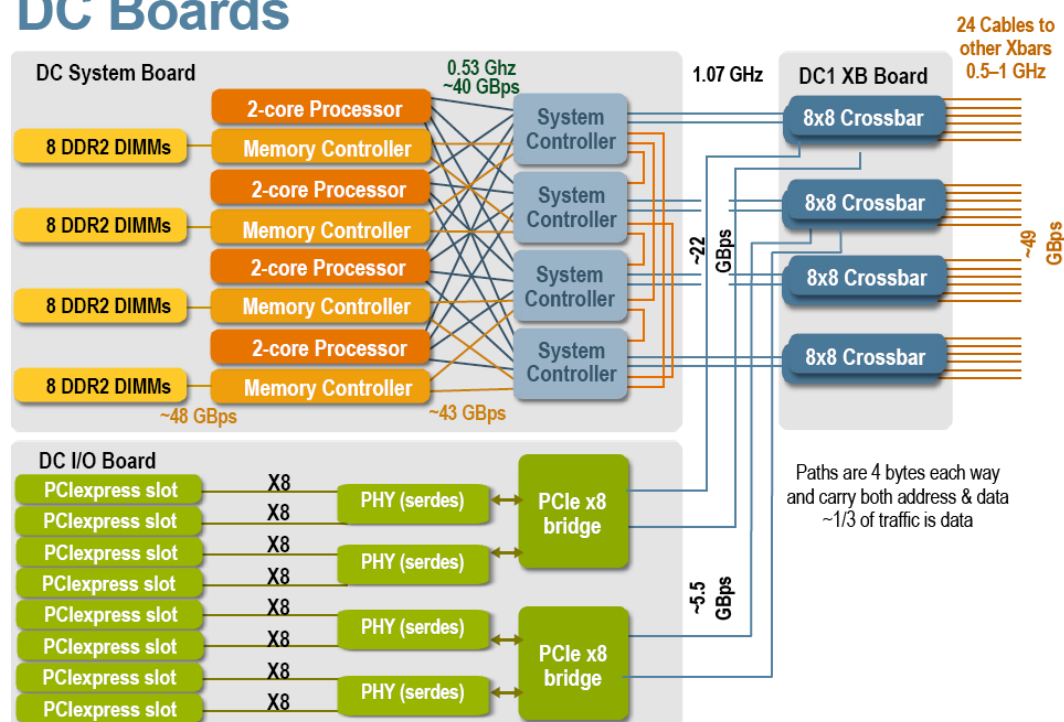 DC Boards
24 Cables to
other Xbars
0.5–1 GHz
DC System Board
0.53 Ghz
~40 GBps
1.07 GHz
DC1 XB Board
2-core Processor
8 DDR2 DIMMs
Memory Controller
2-core Processor
8 DDR2 DIMMs
Memory Controller
2-core Processor
8 DDR2 DIMMs
Memory Controller
2-core Processor
8 DDR2 DIMMs
Memory Controller
~48 GBps
~43 GBps
System
Controller
System
Controller
System
Controller
System
Controller
~22
GBps
8x8 Crossbar
8x8 Crossbar
8x8 Crossbar
8x8 Crossbar
~49
GBps
DC I/O Board
PCIexpress slot
X8
PCIexpress slot
X8
PCIexpress slot
X8
PCIexpress slot
X8
PCIexpress slot
X8
PCIexpress slot
X8
PCIexpress slot
X8
PCIexpress slot
X8
PHY (serdes)
PHY (serdes)
PHY (serdes)
PHY (serdes)
PCIe x8
bridge
PCIe x8
bridge
~5.5
GBps
Paths are 4 bytes each way
and carry both address & data
~1/3 of traffic is data